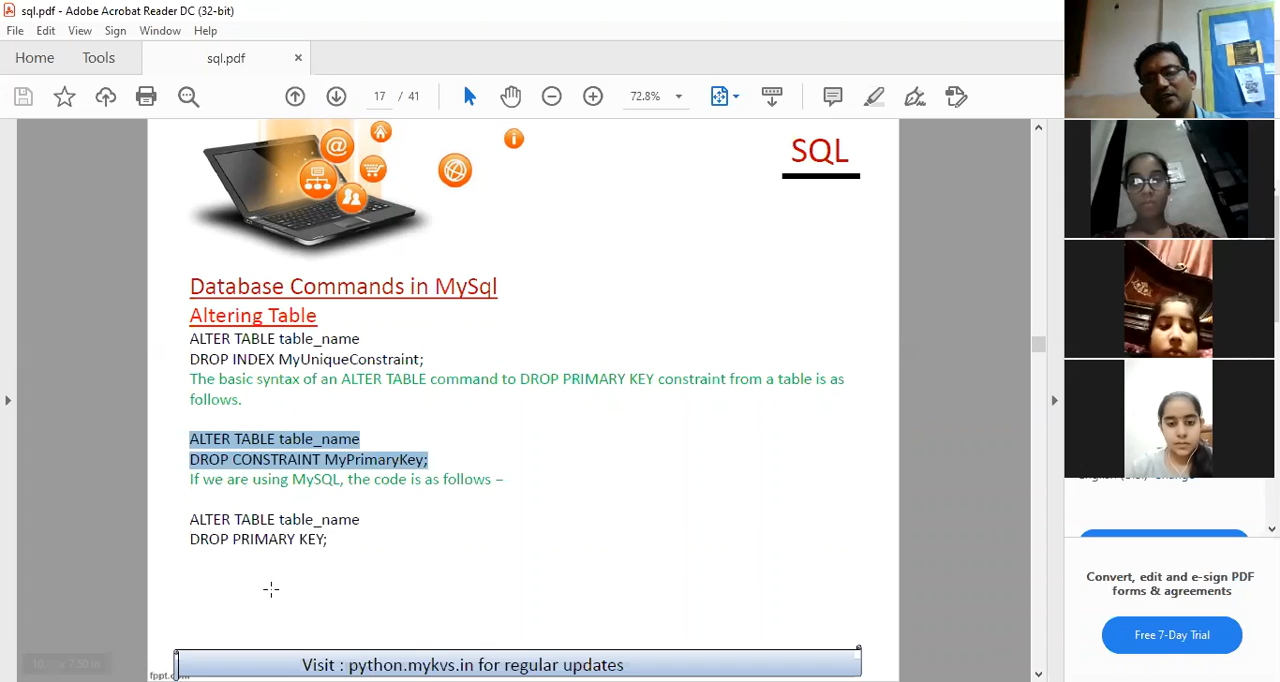 sql.pdf - Adobe Acrobat Reader DC (32-bit)
File Edit View Sign Window Help
Home Tools sql.pdf ×
17 / 41 72.8%
SQL
Database Commands in MySql
Altering Table
ALTER TABLE table_name
DROP INDEX MyUniqueConstraint;
The basic syntax of an ALTER TABLE command to DROP PRIMARY KEY constraint from a table is as
follows.
ALTER TABLE table_name
DROP CONSTRAINT MyPrimaryKey;
If we are using MySQL, the code is as follows –
ALTER TABLE table_name
DROP PRIMARY KEY;
Visit : python.mykvs.in for regular updates
Convert, edit and e-sign PDF
forms & agreements
Free 7-Day Trial